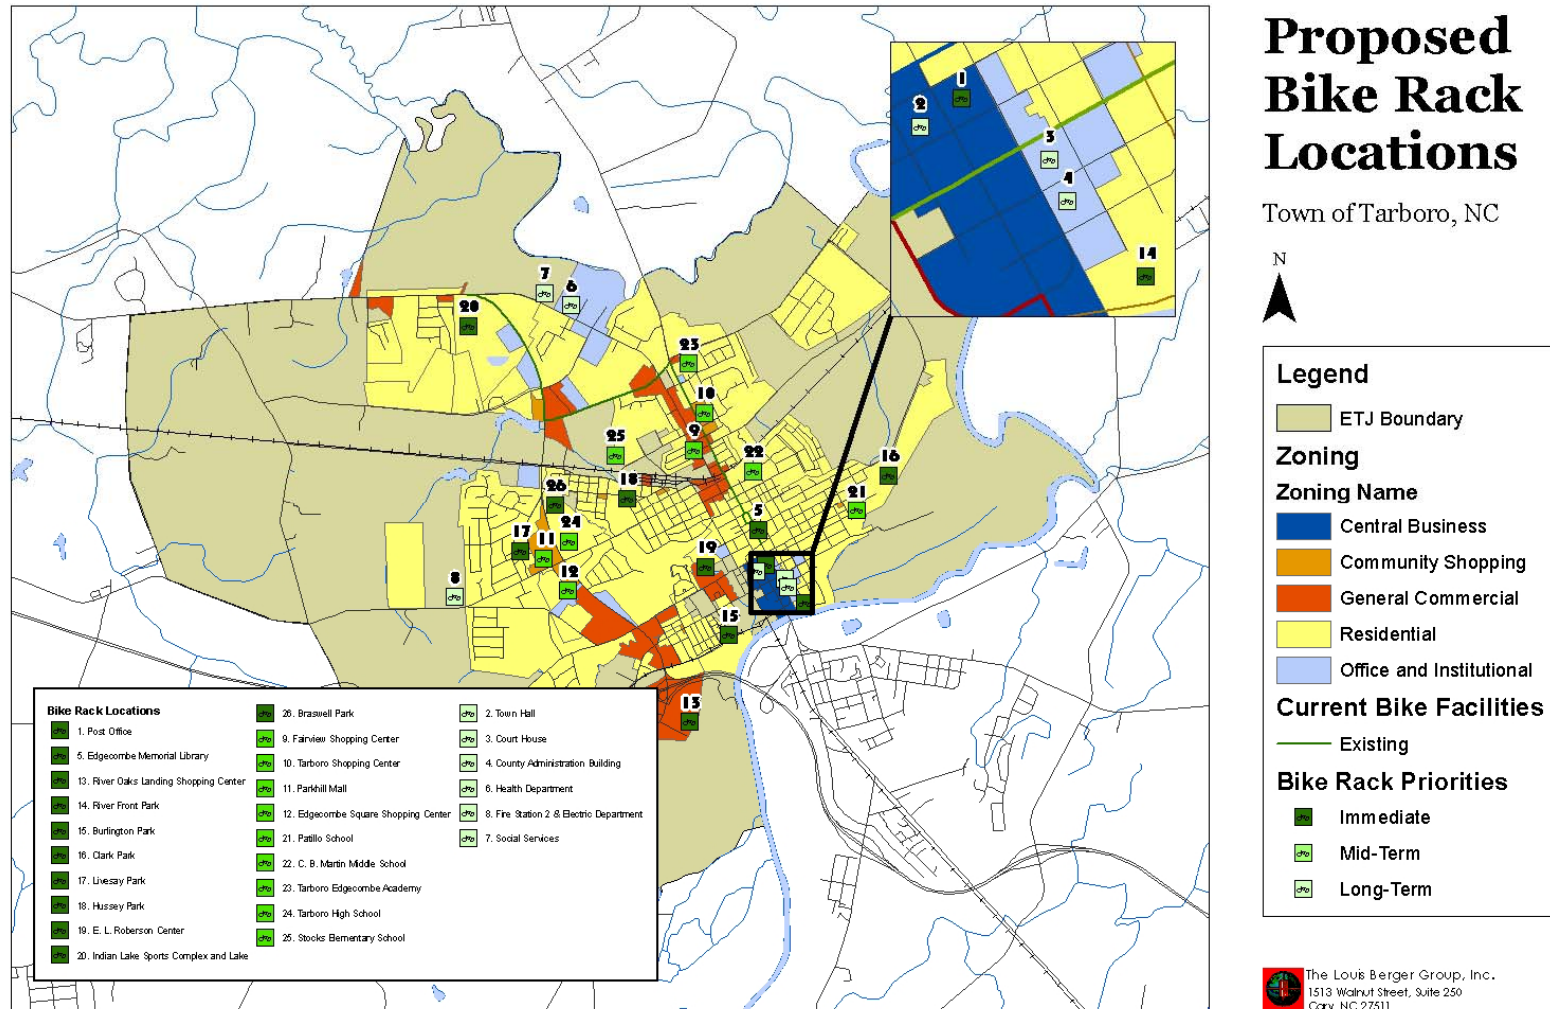 Proposed
Bike Rack
Locations
Town of Tarboro, NC
N
Legend
ETJ Boundary
Zoning
Zoning Name
Central Business
Community Shopping
General Commercial
Residential
Office and Institutional
Current Bike Facilities
Existing
Bike Rack Priorities
Immediate
Mid-Term
Long-Term
The Louis Berger Group, Inc.
1513 Walnut Street, Suite 250
Cary, NC 27511
1
2
3
4
14
7
6
20
23
10
9
25
22
16
21
26
18
5
24
17
11
19
12
8
15
13
Bike Rack Locations
1. Post Office
5. Edgecombe Memorial Library
13. River Oaks Landing Shopping Center
14. River Front Park
15. Burlington Park
16. Clark Park
17. Livesay Park
18. Hussey Park
19. E. L. Roberson Center
20. Indian Lake Sports Complex and Lake
26. Braswell Park
9. Fairview Shopping Center
10. Tarboro Shopping Center
11. Parkhill Mall
12. Edgecombe Square Shopping Center
21. Patillo School
22. C. B. Martin Middle School
23. Tarboro Edgecombe Academy
24. Tarboro High School
25. Stocks Elementary School
2. Town Hall
3. Court House
4. County Administration Building
6. Health Department
8. Fire Station 2 & Electric Department
7. Social Services